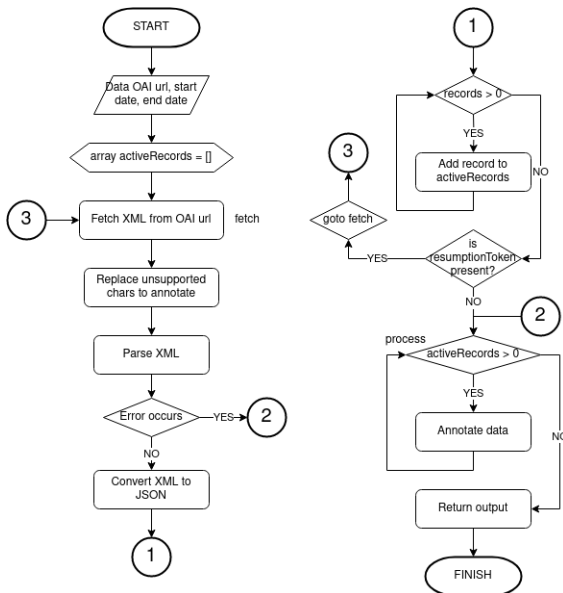 START
Data OAI url, start
date, end date
array activeRecords = []
3
Fetch XML from OAI url
fetch
Replace unsupported
chars to annotate
Parse XML
Error occurs
YES
2
NO
Convert XML to
JSON
1
1
records > 0
YES
Add record to
activeRecords
NO
3
goto fetch
YES
is
resumptionToken
present?
NO
2
process
activeRecords > 0
YES
Annotate data
NO
Return output
FINISH